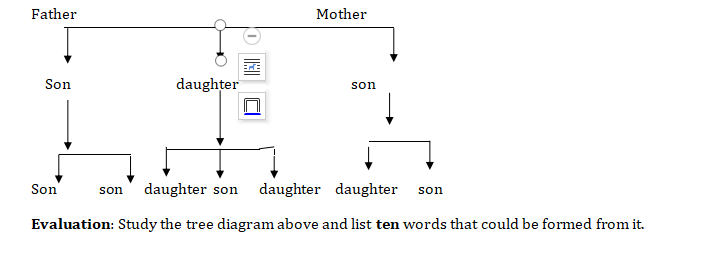 Father Mother
Son daughter son
Son son daughter son daughter daughter son
Evaluation: Study the tree diagram above and list ten words that could be formed from it.